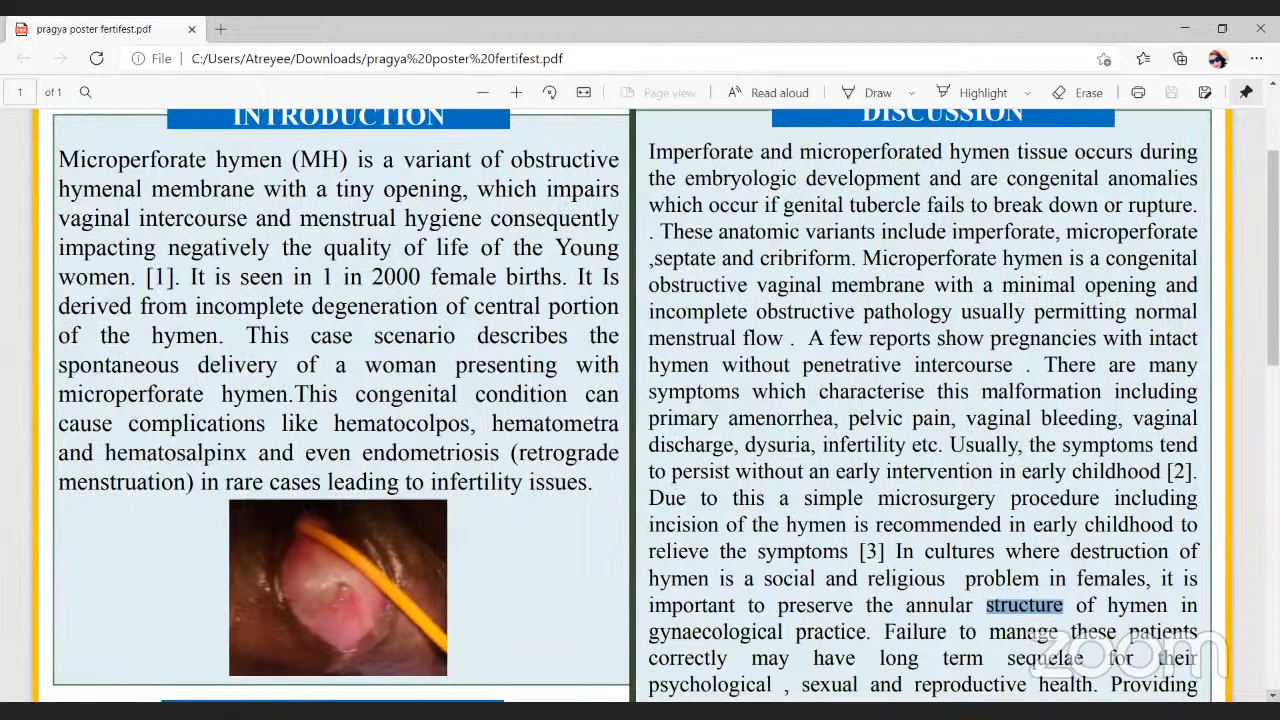 pragya poster fertifest.pdf
File
C:/Users/Atreyee/Downloads/pragya%20poster%20fertifest.pdf
1 of 1
Page view
Read aloud
Draw
Highlight
Erase
INTRODUCTION
Microperforate hymen (MH) is a variant of obstructive
hymenal membrane with a tiny opening, which impairs
vaginal intercourse and menstrual hygiene consequently
impacting negatively the quality of life of the Young
women. [1]. It is seen in 1 in 2000 female births. It Is
derived from incomplete degeneration of central portion
of the hymen. This case scenario describes the
spontaneous delivery of a woman presenting with
microperforate hymen.This congenital condition can
cause complications like hematocolpos, hematometra
and hematosalpinx and even endometriosis (retrograde
menstruation) in rare cases leading to infertility issues.
DISCUSSION
Imperforate and microperforated hymen tissue occurs during
the embryologic development and are congenital anomalies
which occur if genital tubercle fails to break down or rupture.
. These anatomic variants include imperforate, microperforate
,septate and cribriform. Microperforate hymen is a congenital
obstructive vaginal membrane with a minimal opening and
incomplete obstructive pathology usually permitting normal
menstrual flow . A few reports show pregnancies with intact
hymen without penetrative intercourse . There are many
symptoms which characterise this malformation including
primary amenorrhea, pelvic pain, vaginal bleeding, vaginal
discharge, dysuria, infertility etc. Usually, the symptoms tend
to persist without an early intervention in early childhood [2].
Due to this a simple microsurgery procedure including
incision of the hymen is recommended in early childhood to
relieve the symptoms [3] In cultures where destruction of
hymen is a social and religious problem in females, it is
important to preserve the annular structure of hymen in
gynaecological practice. Failure to manage these patients
correctly may have long term sequelae for their
psychological , sexual and reproductive health. Providing
zoom